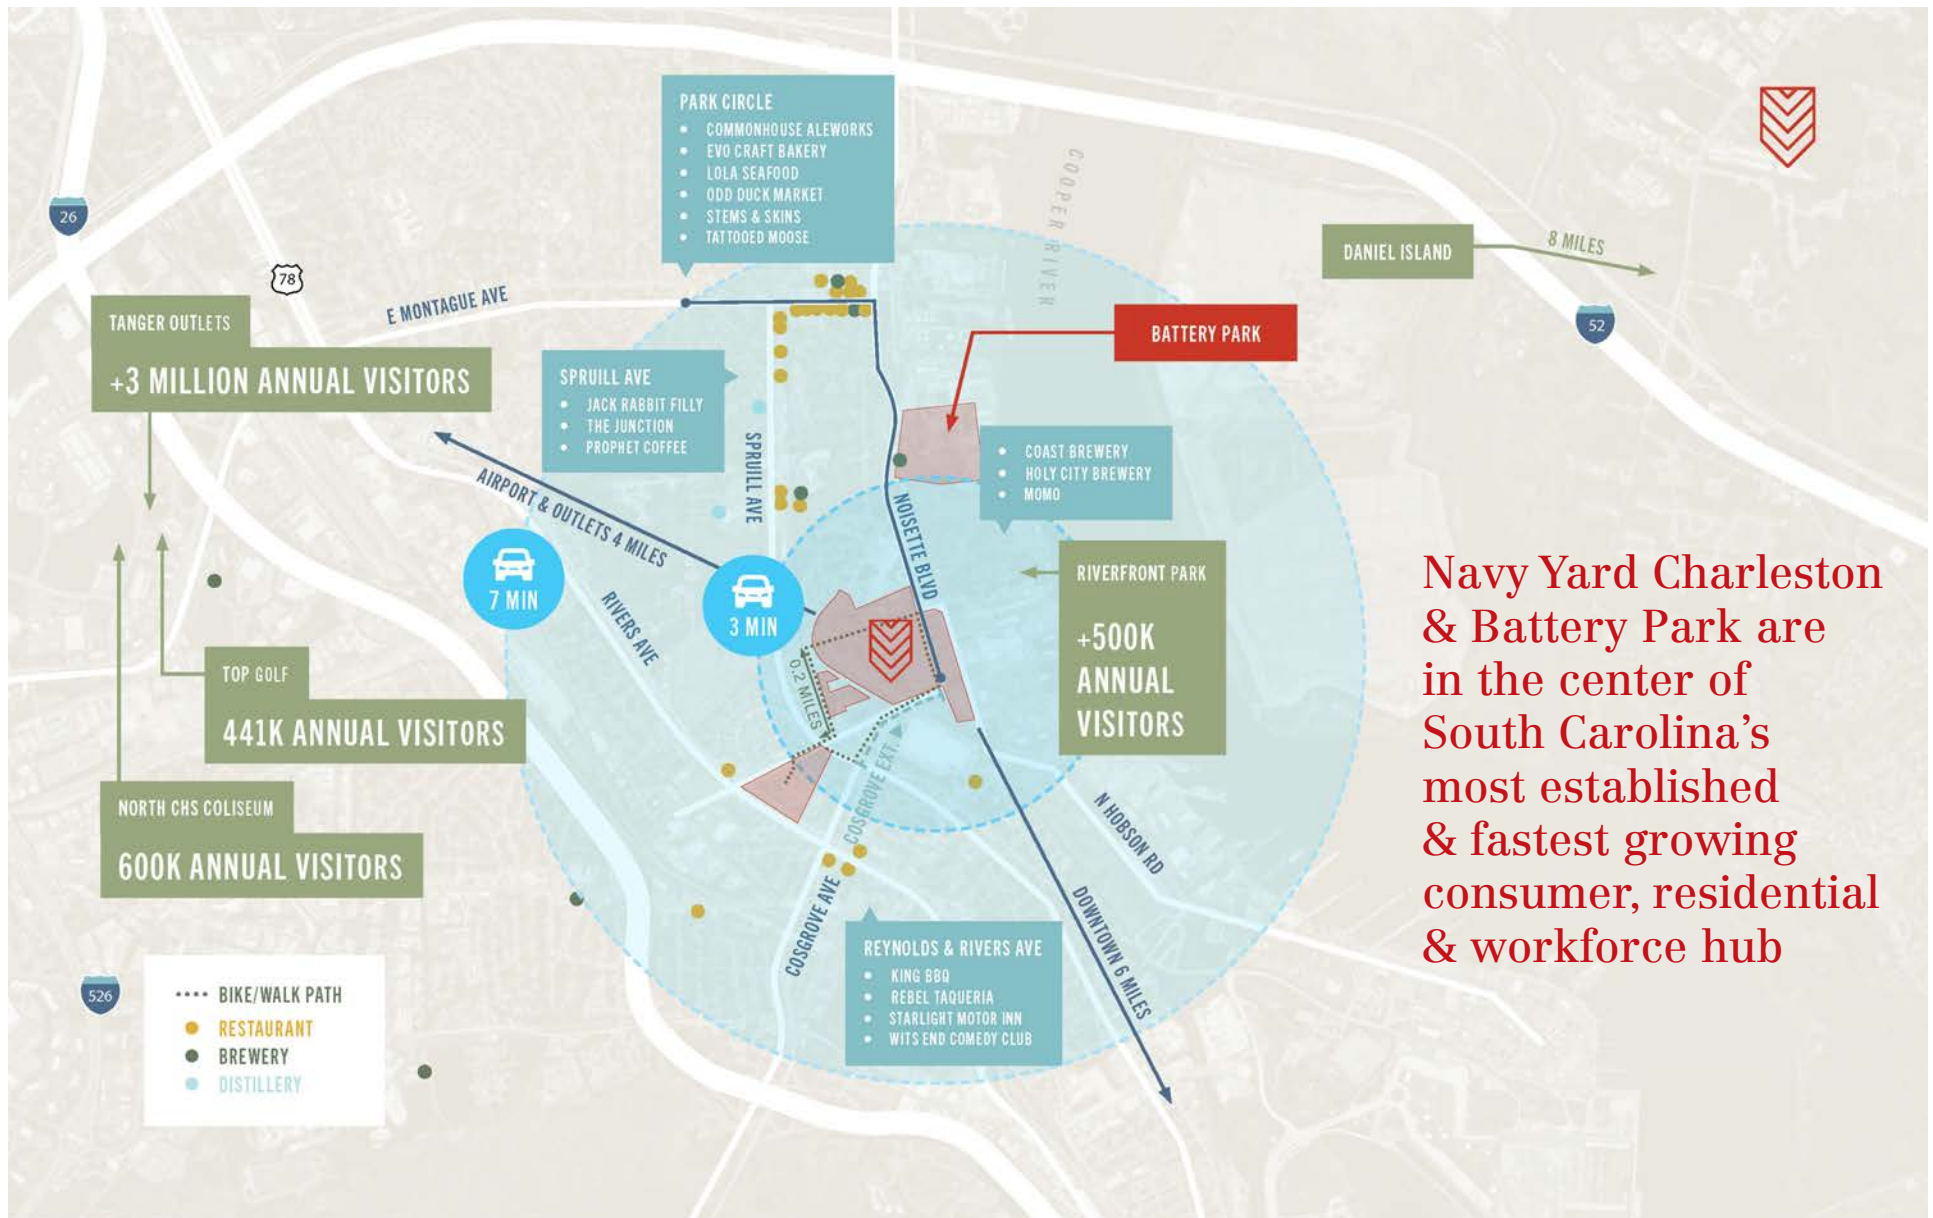 PARK CIRCLE
COMMONHOUSE ALEWORKS
EVO CRAFT BAKERY
LOLA SEAFOOD
ODD DUCK MARKET
STEMS & SKINS
TATTOOED MOOSE
COOPER RIVER
26
78
DANIEL ISLAND
8 MILES
52
E MONTAGUE AVE
TANGER OUTLETS
+3 MILLION ANNUAL VISITORS
BATTERY PARK
SPRUILL AVE
JACK RABBIT FILLY
THE JUNCTION
PROPHET COFFEE
SPRUILL AVE
COAST BREWERY
HOLY CITY BREWERY
MOMO
AIRPORT & OUTLETS 4 MILES
NOISETTE BLVD
7 MIN
3 MIN
RIVERS AVE
RIVERFRONT PARK
+500K
ANNUAL
VISITORS
0.2 MILES
TOP GOLF
441K ANNUAL VISITORS
COSGROVE EXT.
NORTH CHS COLISEUM
600K ANNUAL VISITORS
N HOBSON RD
COSGROVE AVE
DOWNTOWN 6 MILES
REYNOLDS & RIVERS AVE
KING BBQ
REBEL TAQUERIA
STARLIGHT MOTOR INN
WITS END COMEDY CLUB
526
BIKE/WALK PATH
RESTAURANT
BREWERY
DISTILLERY
Navy Yard Charleston
& Battery Park are
in the center of
South Carolina's
most established
& fastest growing
consumer, residential
& workforce hub